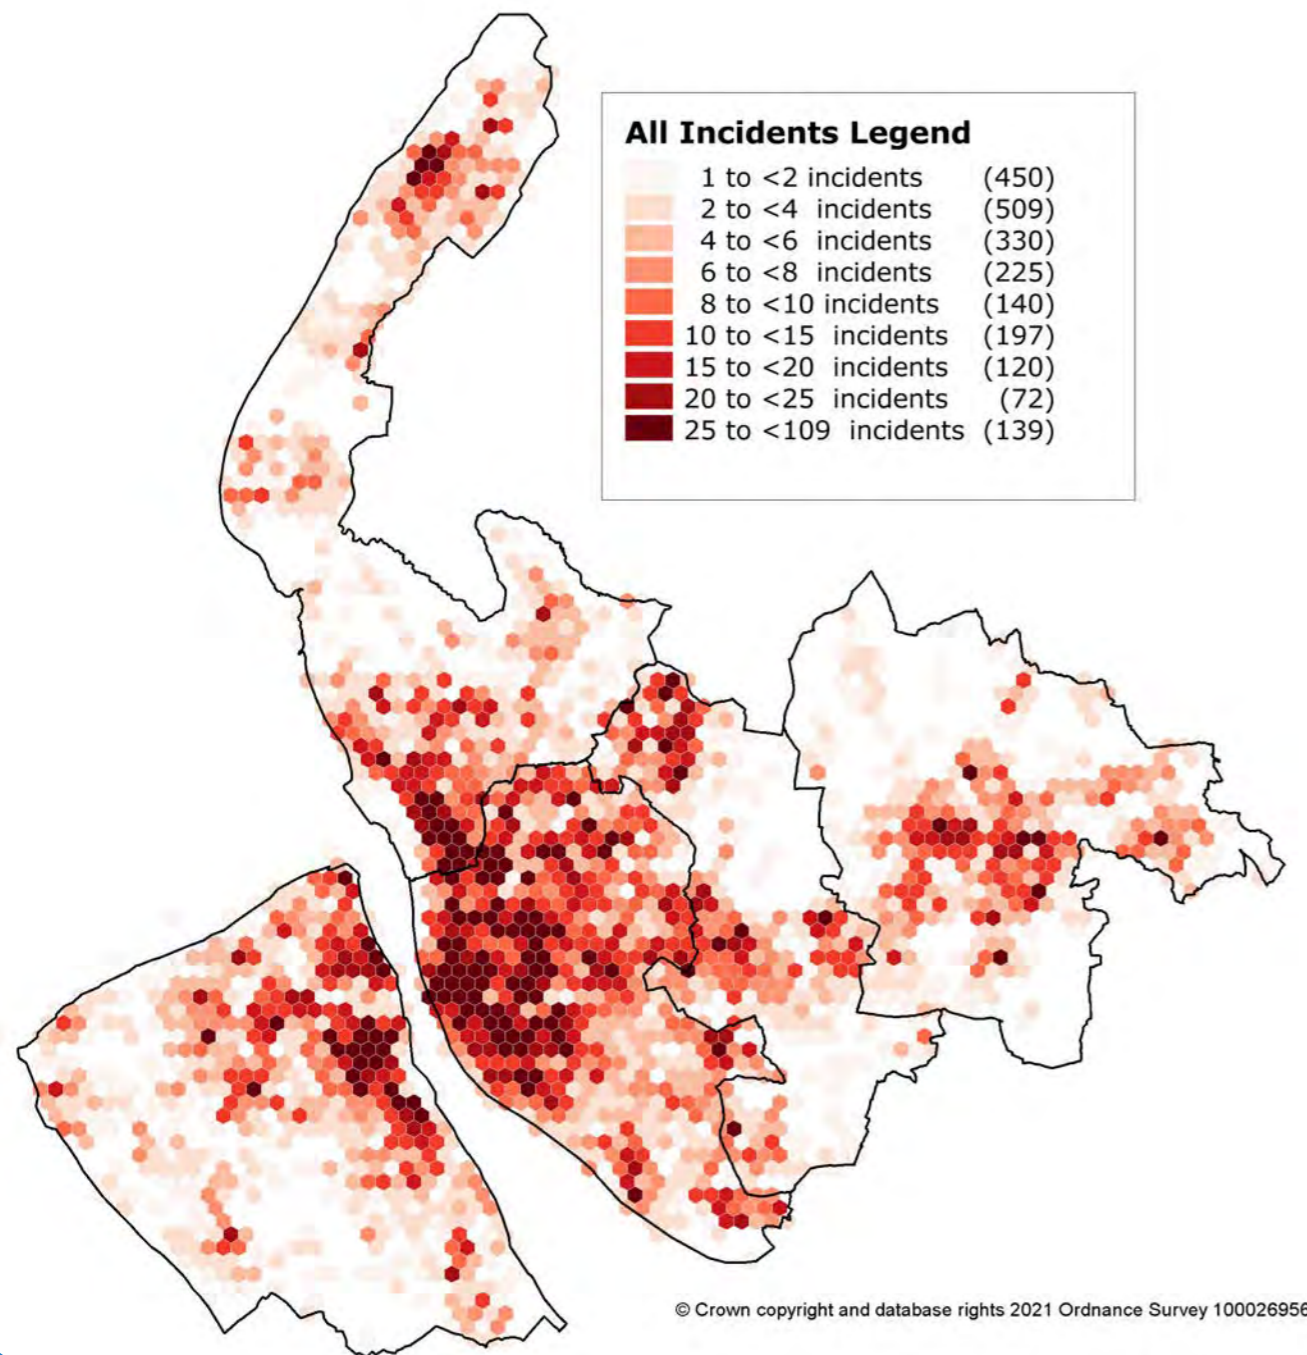 All Incidents Legend
1 to <2 incidents (450)
2 to <4 incidents (509)
4 to <6 incidents (330)
6 to <8 incidents (225)
8 to <10 incidents (140)
10 to <15 incidents (197)
15 to <20 incidents (120)
20 to <25 incidents (72)
25 to <109 incidents (139)
© Crown copyright and database rights 2021 Ordnance Survey 100026956